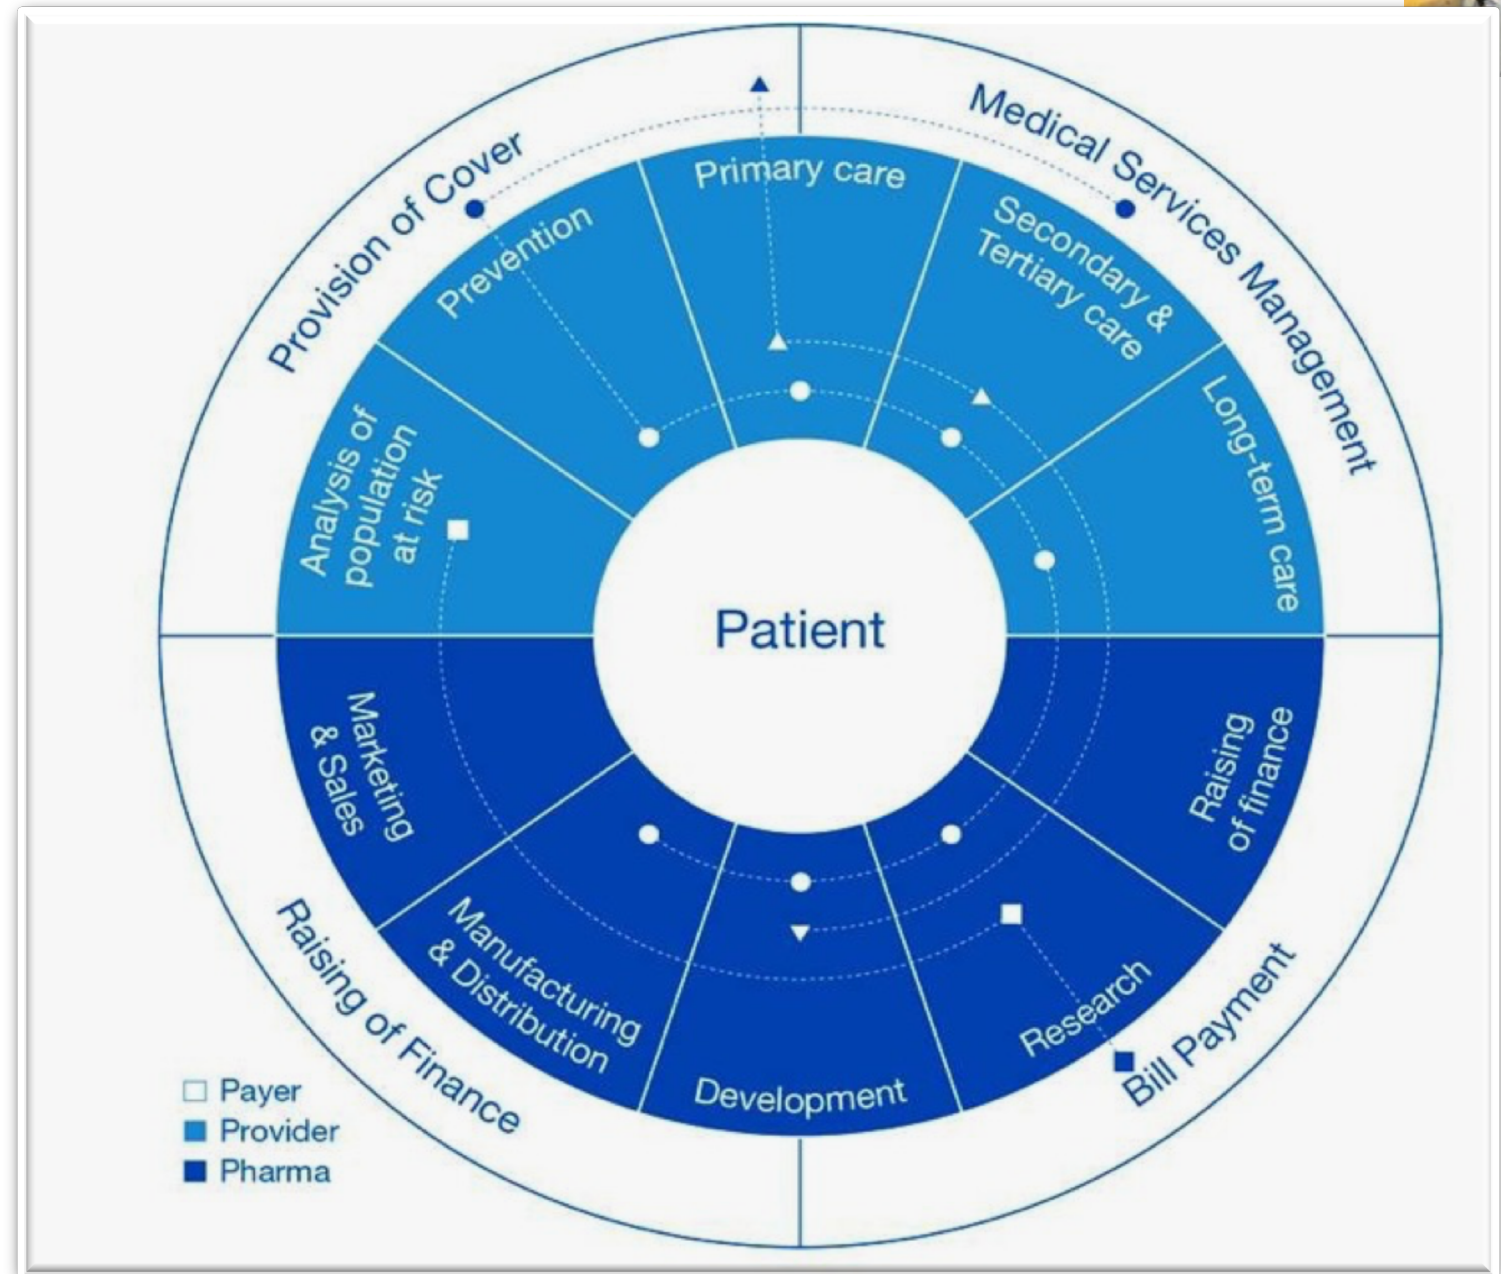 Provision of Cover
Medical Services Management
Primary care
Prevention
Secondary &
Tertiary care
Analysis of
population
at risk
Long-term care
Patient
Marketing
& Sales
Raising
of finance
Manufacturing
& Distribution
Development
Research
Raising of Finance
Bill Payment
Payer
Provider
Pharma